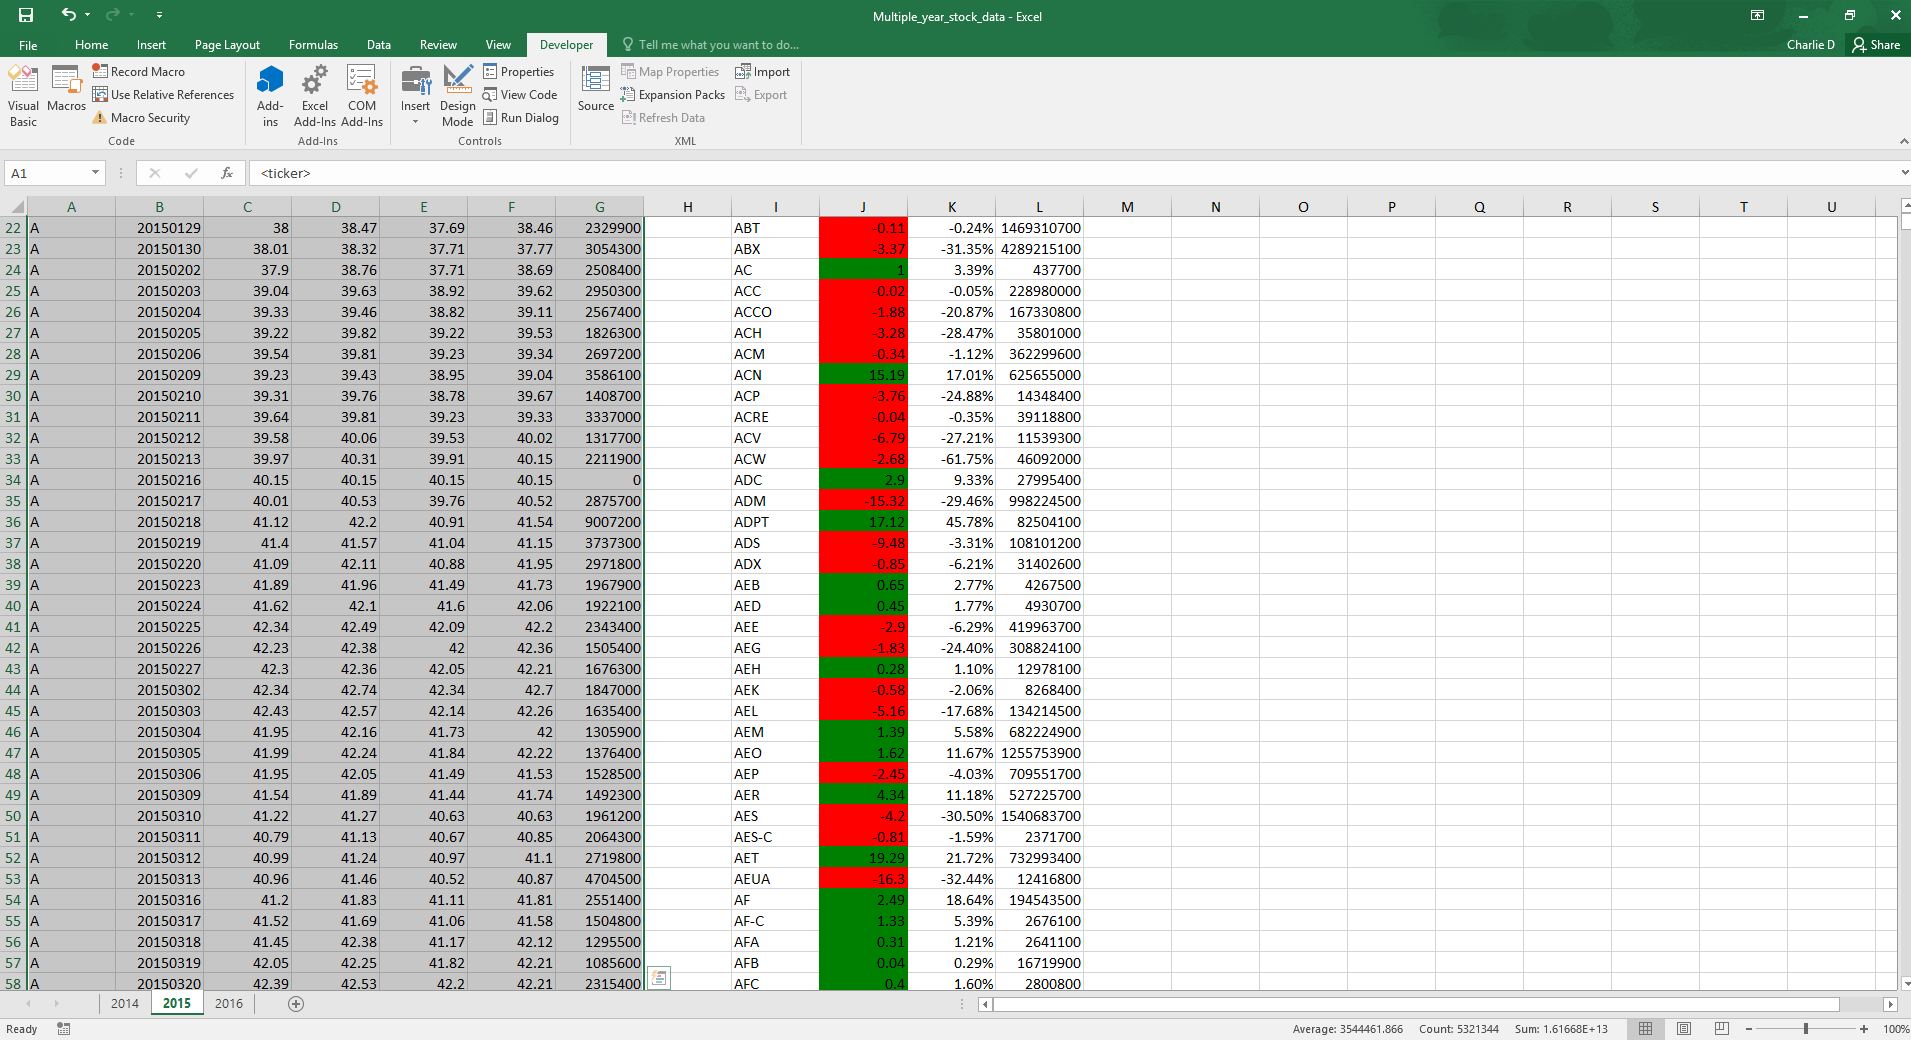 Multiple_year_stock_data - Excel
File Home Insert Page Layout Formulas Data Review View Developer Tell me what you want to do... Charlie D Share
Visual Basic
Macros
Record Macro
Use Relative References
Macro Security
Code
Add-ins
Excel Add-Ins
COM Add-Ins
Add-Ins
Insert
Design Mode
Properties
View Code
Run Dialog
Controls
Source
Map Properties
Expansion Packs
Refresh Data
Import
Export
XML
A1 fx <ticker>
A B C D E F G H I J K L M N O P Q R S T U
22 A 20150129 38 38.47 37.69 38.46 2329900 ABT -0.11 -0.24% 1469310700
23 A 20150130 38.01 38.32 37.71 37.77 3054300 ABX -3.37 -31.35% 4289215100
24 A 20150202 37.9 38.76 37.71 38.69 2508400 AC 1 3.39% 437700
25 A 20150203 39.04 39.63 38.92 39.62 2950300 ACC -0.02 -0.05% 228980000
26 A 20150204 39.33 39.46 38.82 39.11 2567400 ACCO -1.88 -20.87% 167330800
27 A 20150205 39.22 39.82 39.22 39.53 1826300 ACH -3.28 -28.47% 35801000
28 A 20150206 39.54 39.81 39.23 39.34 2697200 ACM -0.34 -1.12% 362299600
29 A 20150209 39.23 39.43 38.95 39.04 3586100 ACN 15.19 17.01% 625655000
30 A 20150210 39.31 39.76 38.78 39.67 1408700 ACP -3.76 -24.88% 14348400
31 A 20150211 39.64 39.81 39.23 39.33 3337000 ACRE -0.04 -0.35% 39118800
32 A 20150212 39.58 40.06 39.53 40.02 1317700 ACV -6.79 -27.21% 11539300
33 A 20150213 39.97 40.31 39.91 40.15 2211900 ACW -2.68 -61.75% 46092000
34 A 20150216 40.15 40.15 40.15 40.15 0 ADC 2.9 9.33% 27995400
35 A 20150217 40.01 40.53 39.76 40.52 2875700 ADM -15.32 -29.46% 998224500
36 A 20150218 41.12 42.2 40.91 41.54 9007200 ADPT 17.12 45.78% 82504100
37 A 20150219 41.4 41.57 41.04 41.15 3737300 ADS -9.48 -3.31% 108101200
38 A 20150220 41.09 42.11 40.88 41.95 2971800 ADX -0.85 -6.21% 31402600
39 A 20150223 41.89 41.96 41.49 41.73 1967900 AEB 0.65 2.77% 4267500
40 A 20150224 41.62 42.1 41.6 42.06 1922100 AED 0.45 1.77% 4930700
41 A 20150225 42.34 42.49 42.09 42.2 2343400 AEE -2.9 -6.29% 419963700
42 A 20150226 42.23 42.38 42 42.36 1505400 AEG -1.83 -24.40% 308824100
43 A 20150227 42.3 42.36 42.05 42.21 1676300 AEH 0.28 1.10% 12978100
44 A 20150302 42.34 42.74 42.34 42.7 1847000 AEK -0.58 -2.06% 8268400
45 A 20150303 42.43 42.57 42.14 42.26 1635400 AEL -5.16 -17.68% 134214500
46 A 20150304 41.95 42.16 41.73 42 1305900 AEM 1.39 5.58% 682224900
47 A 20150305 41.99 42.24 41.84 42.22 1376400 AEO 1.62 11.67% 1255753900
48 A 20150306 41.95 42.05 41.49 41.53 1528500 AEP -2.45 -4.03% 709551700
49 A 20150309 41.54 41.89 41.44 41.74 1492300 AER 4.34 11.18% 527225700
50 A 20150310 41.22 41.27 40.63 40.63 1961200 AES -4.2 -30.50% 1540683700
51 A 20150311 40.79 41.13 40.67 40.85 2064300 AES-C -0.81 -1.59% 2371700
52 A 20150312 40.99 41.24 40.97 41.1 2719800 AET 19.29 21.72% 732993400
53 A 20150313 40.96 41.46 40.52 40.87 4704500 AEUA -16.3 -32.44% 12416800
54 A 20150316 41.2 41.83 41.11 41.81 2551400 AF 2.49 18.64% 194543500
55 A 20150317 41.52 41.69 41.06 41.58 1504800 AF-C 1.33 5.39% 2676100
56 A 20150318 41.45 42.38 41.17 42.12 1295500 AFA 0.31 1.21% 2641100
57 A 20150319 42.05 42.25 41.82 42.21 1085600 AFB 0.04 0.29% 16719900
58 A 20150320 42.39 42.53 42.2 42.21 2315400 AFC 0.4 1.60% 2800800
2014 2015 2016
Ready Average: 3544461.866 Count: 5321344 Sum: 1.61668E+13 100%